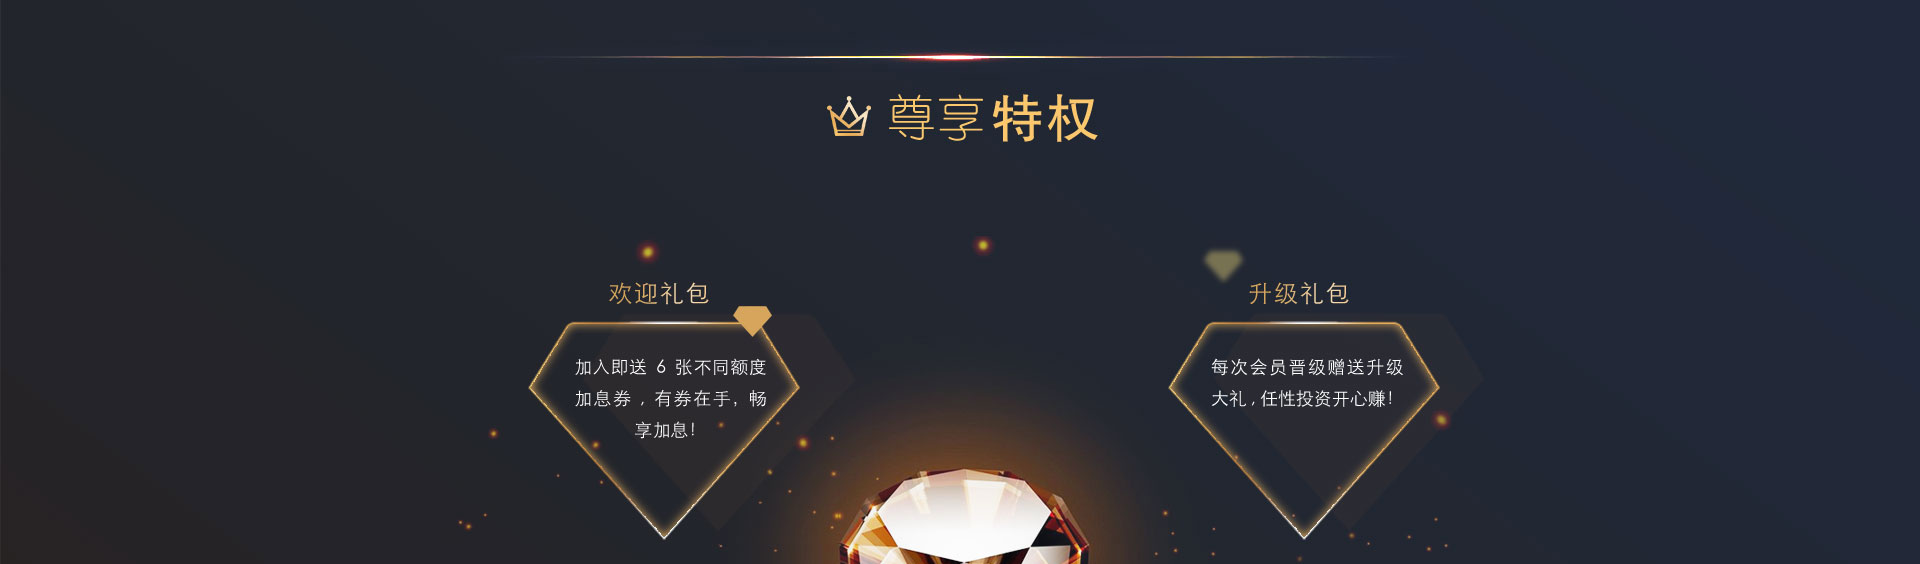 尊享特权
欢迎礼包
加入即送 6 张不同额度
加息券，有券在手，畅
享加息！
升级礼包
每次会员晋级赠送升级
大礼，任性投资开心赚！